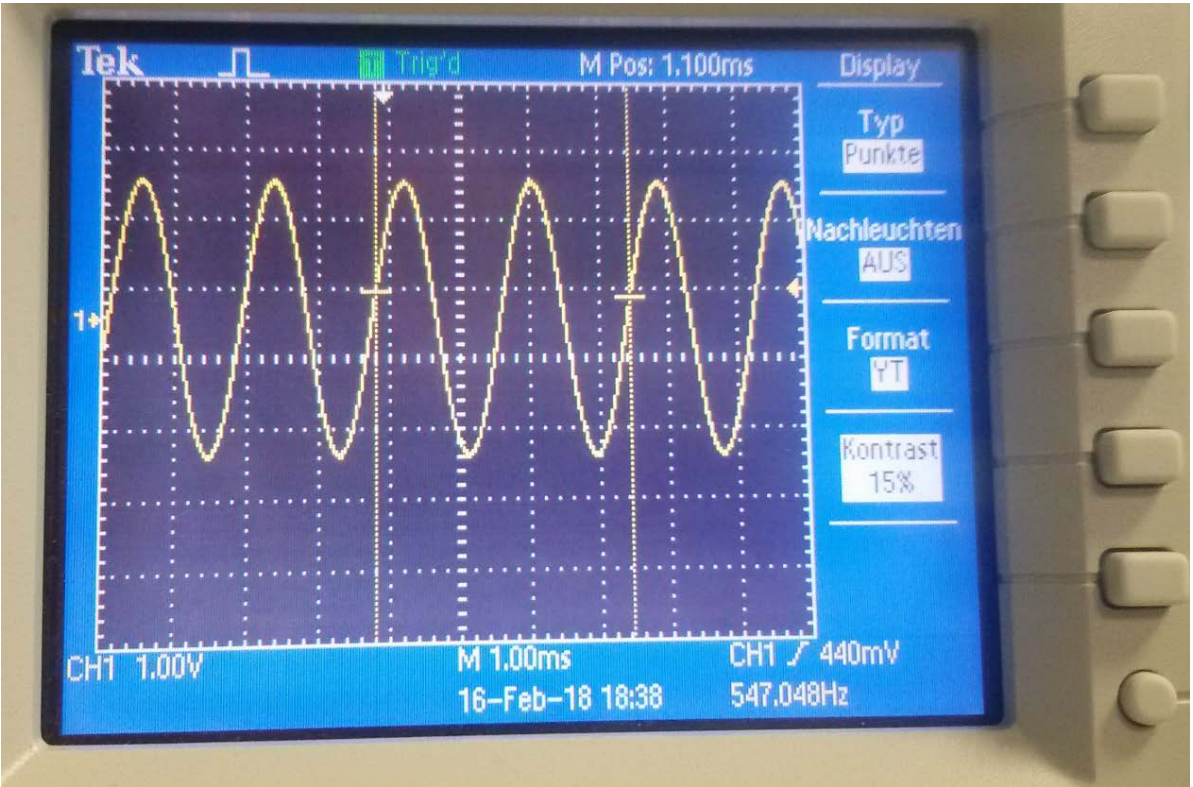 Tek T Trig'd M Pos: 1.100ms Display
Typ
Punkte
Nachleuchten
AUS
1
Format
YT
Kontrast
15%
CH1 1.00V M 1.00ms CH1 440mV
16-Feb-18 18:38 547.048Hz